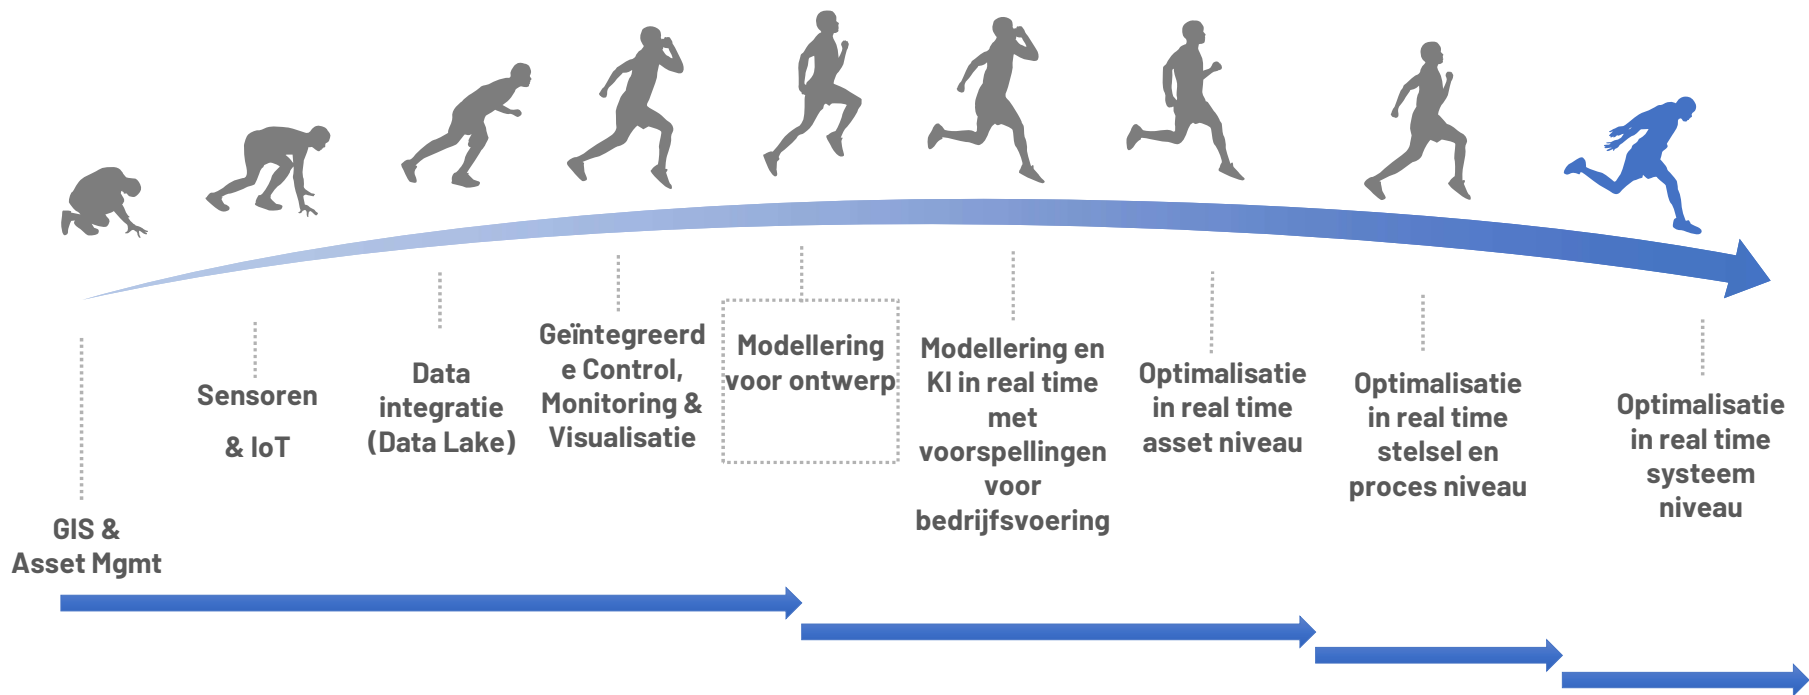 GIS &
Asset Mgmt
Sensoren
& IoT
Data
integratie
(Data Lake)
Geïntegreerd
e Control,
Monitoring &
Visualisatie
Modellering
voor ontwerp
Modellering en
KI in real time
met
voorspellingen
voor
bedrijfsvoering
Optimalisatie
in real time
asset niveau
Optimalisatie
in real time
stelsel en
proces niveau
Optimalisatie
in real time
systeem
niveau